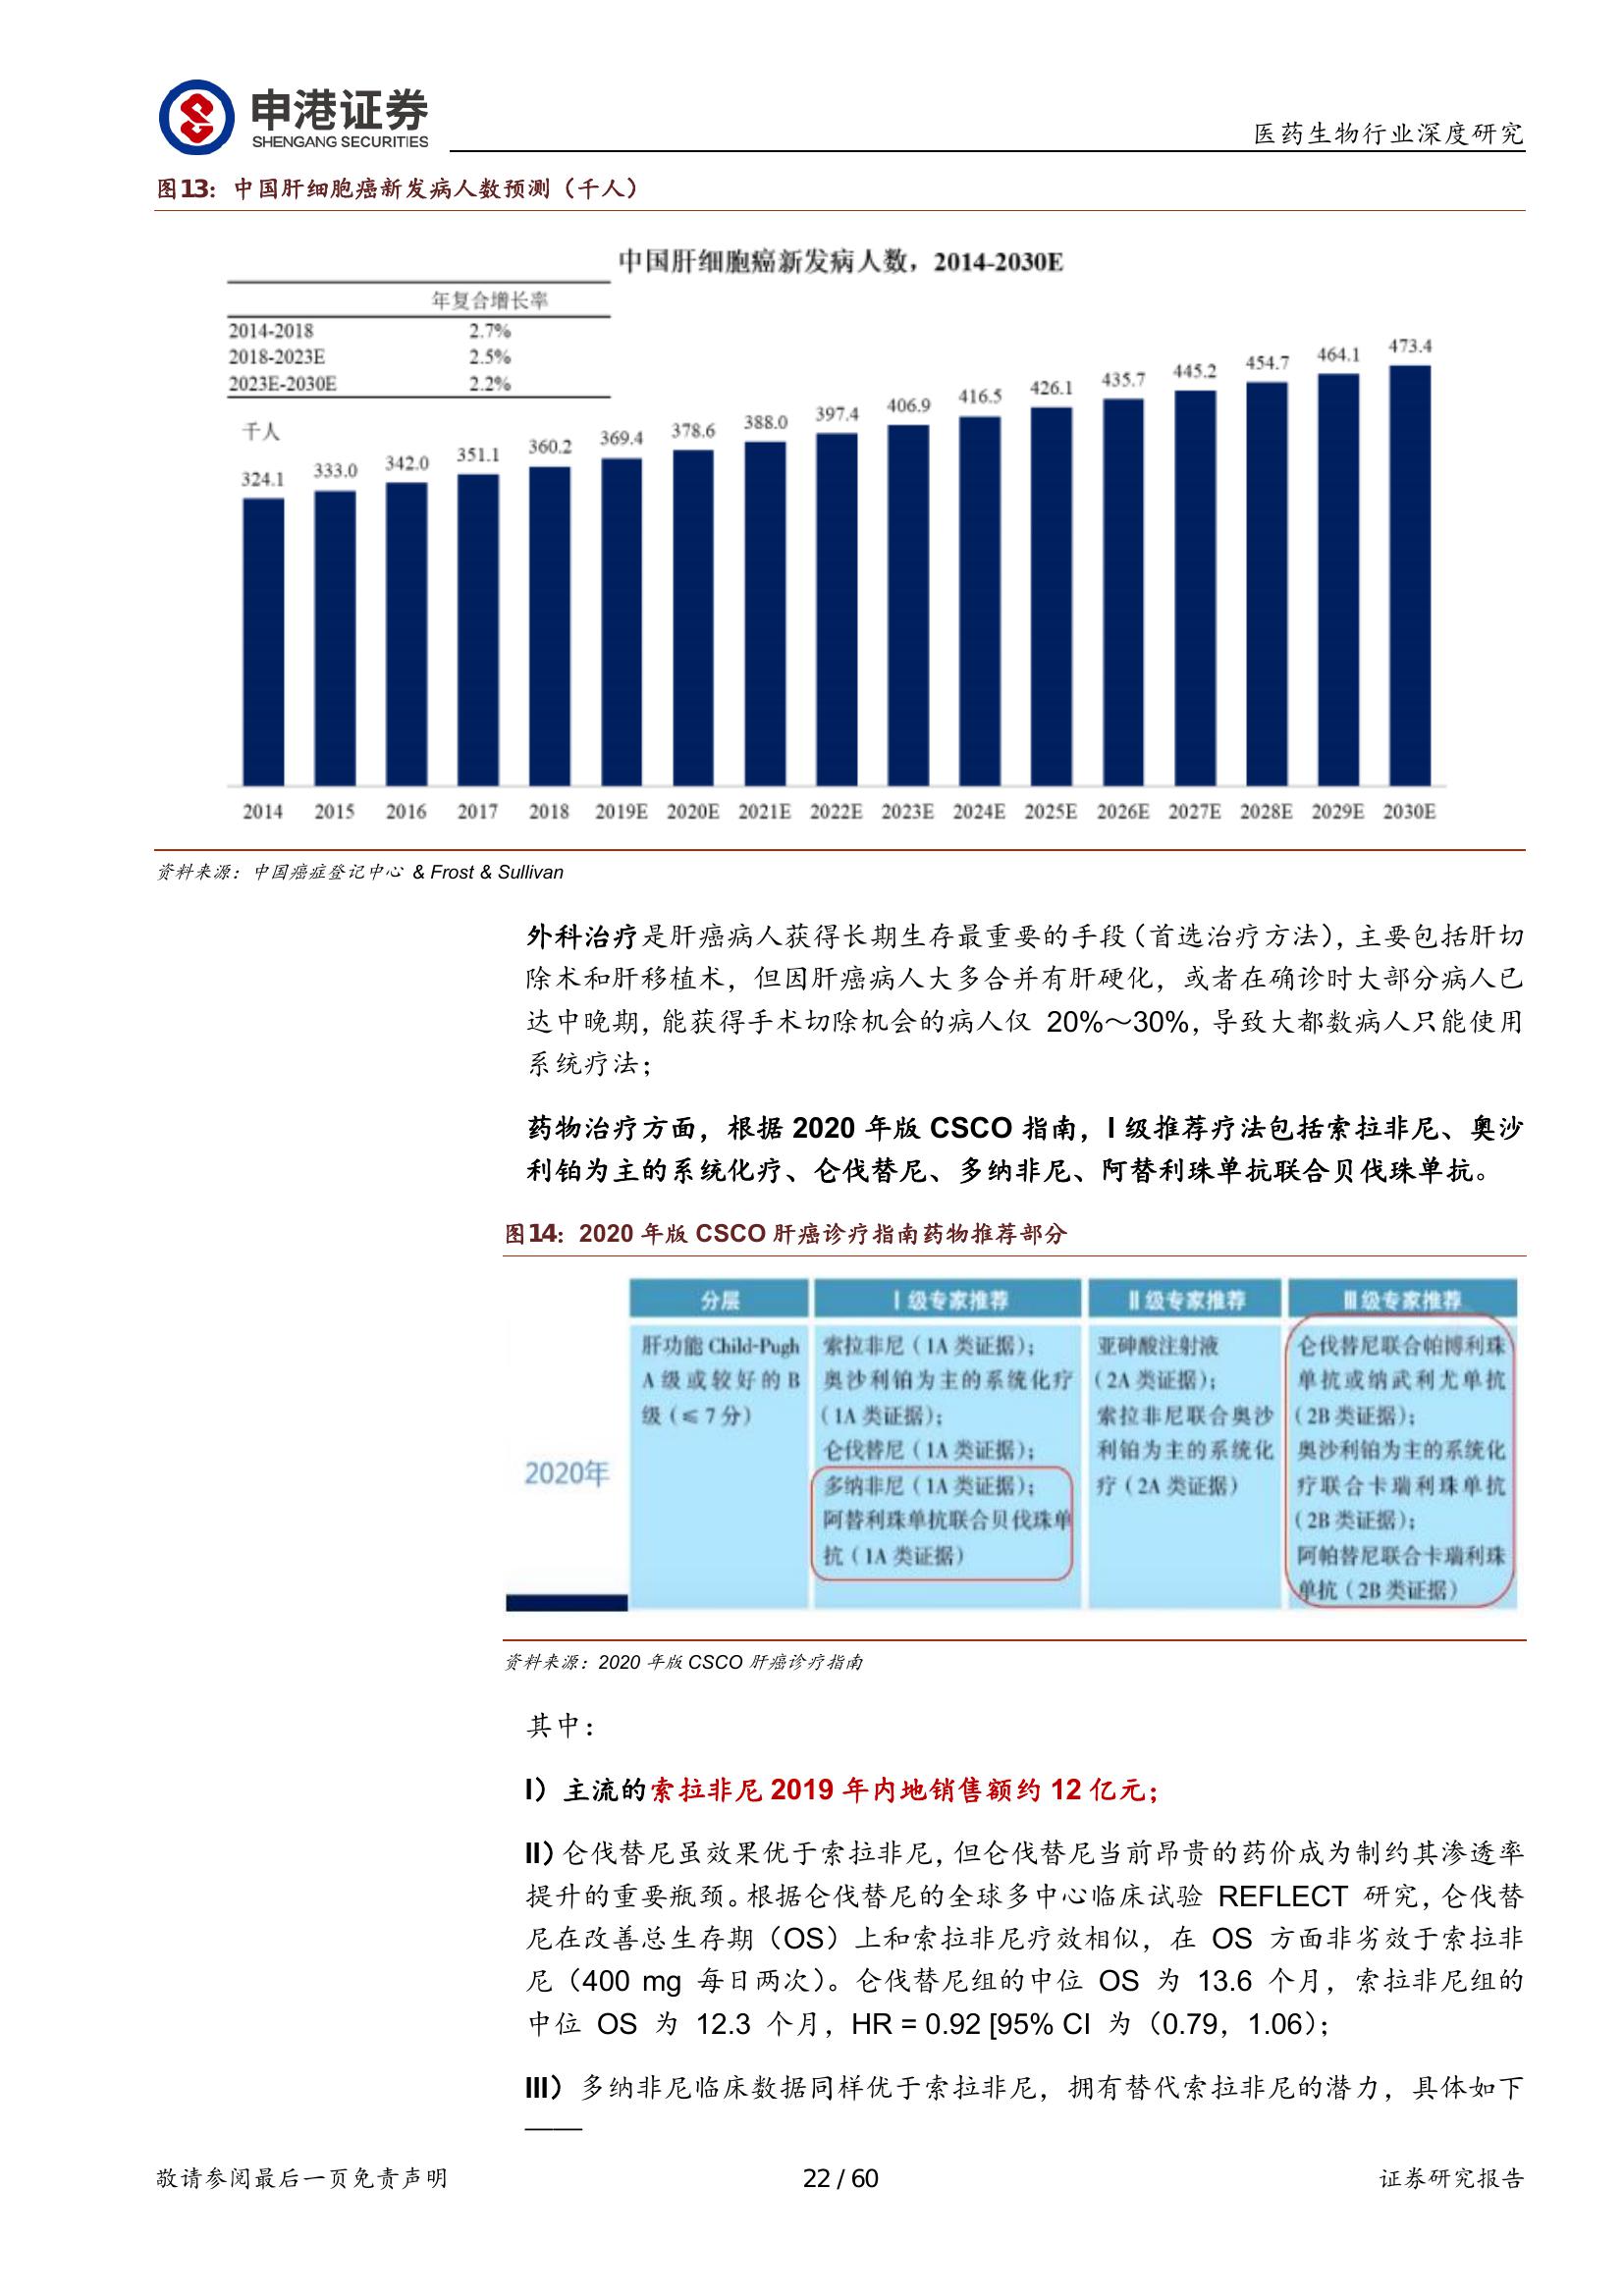 申港证券
SHENGANG SECURITIES
医药生物行业深度研究
图13：中国肝细胞癌新发病人数预测（千人）
中国肝细胞癌新发病人数，2014-2030E
年复合增长率
2014-2018 2.7%
2018-2023E 2.5%
2023E-2030E 2.2%
千人
324.1 333.0 342.0 351.1 360.2 369.4 378.6 388.0 397.4 406.9 416.5 426.1 435.7 445.2 454.7 464.1 473.4
2014 2015 2016 2017 2018 2019E 2020E 2021E 2022E 2023E 2024E 2025E 2026E 2027E 2028E 2029E 2030E
资料来源：中国癌症登记中心 & Frost & Sullivan
外科治疗是肝癌病人获得长期生存最重要的手段（首选治疗方法），主要包括肝切
除术和肝移植术，但因肝癌病人大多合并有肝硬化，或者在确诊时大部分病人已
达中晚期，能获得手术切除机会的病人仅 20%～30%，导致大都数病人只能使用
系统疗法；
药物治疗方面，根据 2020 年版 CSCO 指南，I 级推荐疗法包括索拉非尼、奥沙
利铂为主的系统化疗、仑伐替尼、多纳非尼、阿替利珠单抗联合贝伐珠单抗。
图14：2020 年版 CSCO 肝癌诊疗指南药物推荐部分
2020年
分层
肝功能 Child-Pugh
A 级或较好的 B
级（≤7分）
Ⅰ级专家推荐
索拉非尼（1A 类证据）；
奥沙利铂为主的系统化疗
（1A 类证据）；
仑伐替尼（1A 类证据）；
多纳非尼（1A 类证据）；
阿替利珠单抗联合贝伐珠单
抗（1A 类证据）
Ⅱ级专家推荐
亚砷酸注射液
（2A 类证据）；
索拉非尼联合奥沙
利铂为主的系统化
疗（2A 类证据）
Ⅲ级专家推荐
仑伐替尼联合帕博利珠
单抗或纳武利尤单抗
（2B 类证据）；
奥沙利铂为主的系统化
疗联合卡瑞利珠单抗
（2B 类证据）；
阿帕替尼联合卡瑞利珠
单抗（2B 类证据）
资料来源：2020 年版 CSCO 肝癌诊疗指南
其中：
I）主流的索拉非尼 2019 年内地销售额约 12 亿元；
II）仑伐替尼虽效果优于索拉非尼，但仑伐替尼当前昂贵的药价成为制约其渗透率
提升的重要瓶颈。根据仑伐替尼的全球多中心临床试验 REFLECT 研究，仑伐替
尼在改善总生存期（OS）上和索拉非尼疗效相似，在 OS 方面非劣效于索拉非
尼（400 mg 每日两次）。仑伐替尼组的中位 OS 为 13.6 个月，索拉非尼组的
中位 OS 为 12.3 个月，HR = 0.92 [95% CI 为（0.79，1.06）；
III）多纳非尼临床数据同样优于索拉非尼，拥有替代索拉非尼的潜力，具体如下
——
敬请参阅最后一页免责声明
22 / 60
证券研究报告